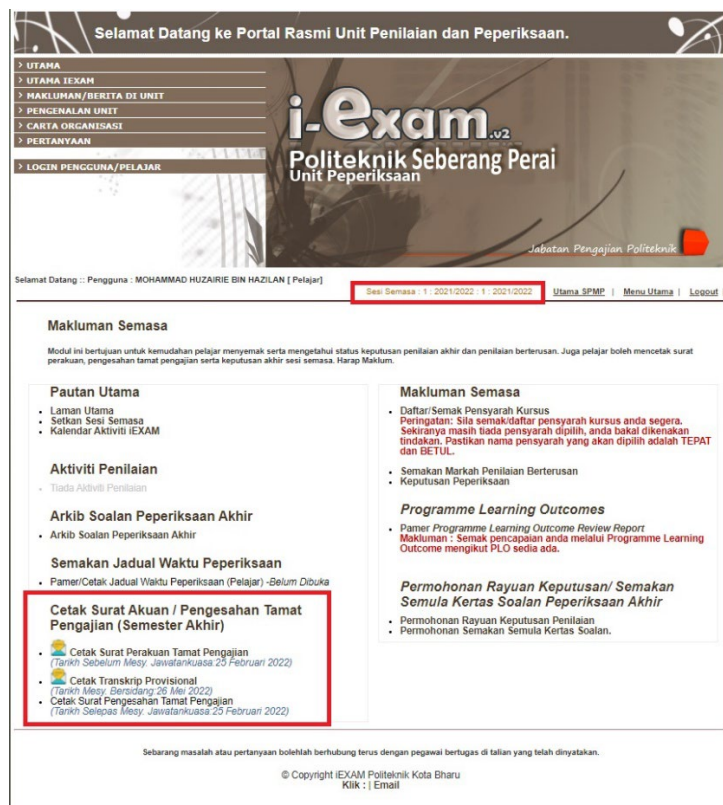 Selamat Datang ke Portal Rasmi Unit Penilaian dan Peperiksaan.
> UTAMA
> UTAMA IEXAM
> MAKLUMAN/BERITA DI UNIT
> PENGENALAN UNIT
> CARTA ORGANISASI
> PERTANYAAN
> LOGIN PENGGUNA/PELAJAR
i-exam.v2
Politeknik Seberang Perai
Unit Peperiksaan
Jabatan Pengajian Politeknik
Selamat Datang :: Pengguna : MOHAMMAD HUZAIRIE BIN HAZILAN [ Pelajar]
Sesi Semasa : 1 : 2021/2022 : 1 : 2021/2022 Utama SPMP | Menu Utama | Logout |
Makluman Semasa
Modul ini bertujuan untuk kemudahan pelajar menyemak serta mengetahui status keputusan penilaian akhir dan penilaian berterusan. Juga pelajar boleh mencetak surat
perakuan, pengesahan tamat pengajian serta keputusan akhir sesi semasa. Harap Maklum.
Pautan Utama
• Laman Utama
• Setkan Sesi Semasa
• Kalendar Aktiviti iEXAM
Aktiviti Penilaian
• Tiada Aktiviti Penilaian
Arkib Soalan Peperiksaan Akhir
• Arkib Soalan Peperiksaan Akhir
Semakan Jadual Waktu Peperiksaan
• Pamer/Cetak Jadual Waktu Peperiksaan (Pelajar) -Belum Dibuka
Cetak Surat Akuan / Pengesahan Tamat
Pengajian (Semester Akhir)
• Cetak Surat Perakuan Tamat Pengajian
(Tarikh Sebelum Mesy. Jawatankuasa:25 Februari 2022)
• Cetak Transkrip Provisional
(Tarikh Mesy. Bersidang:26 Mei 2022)
• Cetak Surat Pengesahan Tamat Pengajian
(Tarikh Selepas Mesy. Jawatankuasa:25 Februari 2022)
Makluman Semasa
• Daftar/Semak Pensyarah Kursus
Peringatan: Sila semak/daftar pensyarah kursus anda segera.
Sekiranya masih tiada pensyarah dipilih, anda bakal dikenakan
tindakan. Pastikan nama pensyarah yang akan dipilih adalah TEPAT
dan BETUL.
• Semakan Markah Penilaian Berterusan
• Keputusan Peperiksaan
Programme Learning Outcomes
• Pamer Programme Learning Outcome Review Report
Makluman : Semak pencapaian anda melalui Programme Learning
Outcome mengikut PLO sedia ada.
Permohonan Rayuan Keputusan/ Semakan
Semula Kertas Soalan Peperiksaan Akhir
• Permohonan Rayuan Keputusan Penilaian
• Permohonan Semakan Semula Kertas Soalan.
Sebarang masalah atau pertanyaan bolehlah berhubung terus dengan pegawai bertugas di talian yang telah dinyatakan.
© Copyright iEXAM Politeknik Kota Bharu
Klik : | Email